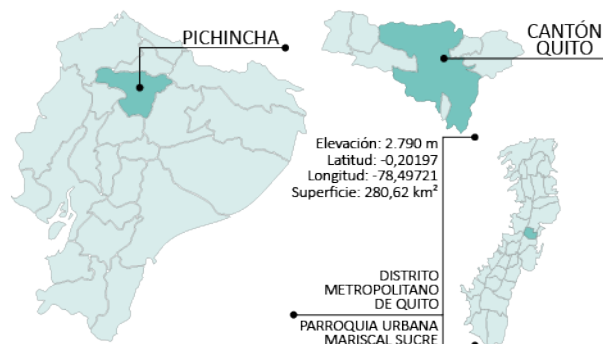 PICHINCHA
CANTÓN
QUITO
Elevación: 2.790 m
Latitud: -0,20197
Longitud: -78,49721
Superficie: 280,62 km²
DISTRITO
METROPOLITANO
DE QUITO
PARROQUIA URBANA
MARISCAL SUCRE